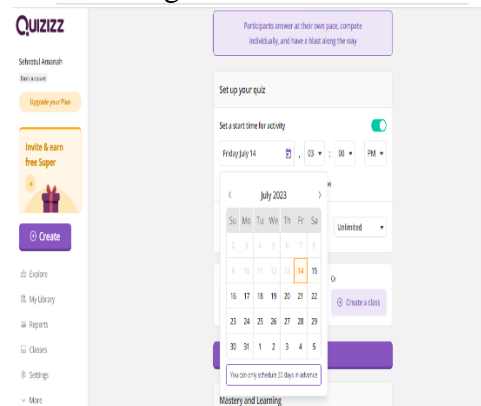 QUIZIZZ
Sehrotul Amanah
Basic account
Upgrade your Plan
Invite & earn
free Super
Create
Explore
My Library
Reports
Classes
Settings
More
Participants answer at their own pace, compete
individually, and have a blast along the way
Set up your quiz
Set a start time for activity
Friday July 14 , 03 : 00 PM
July 2023
Su Mo Tu We Th Fr Sa
2 3 4 5 6 7 8
9 10 11 12 13 14 15
16 17 18 19 20 21 22
23 24 25 26 27 28 29
30 31 1 2 3 4 5
You can only schedule 30 days in advance
Unlimited
Or
Create a class
Mastery and Learning